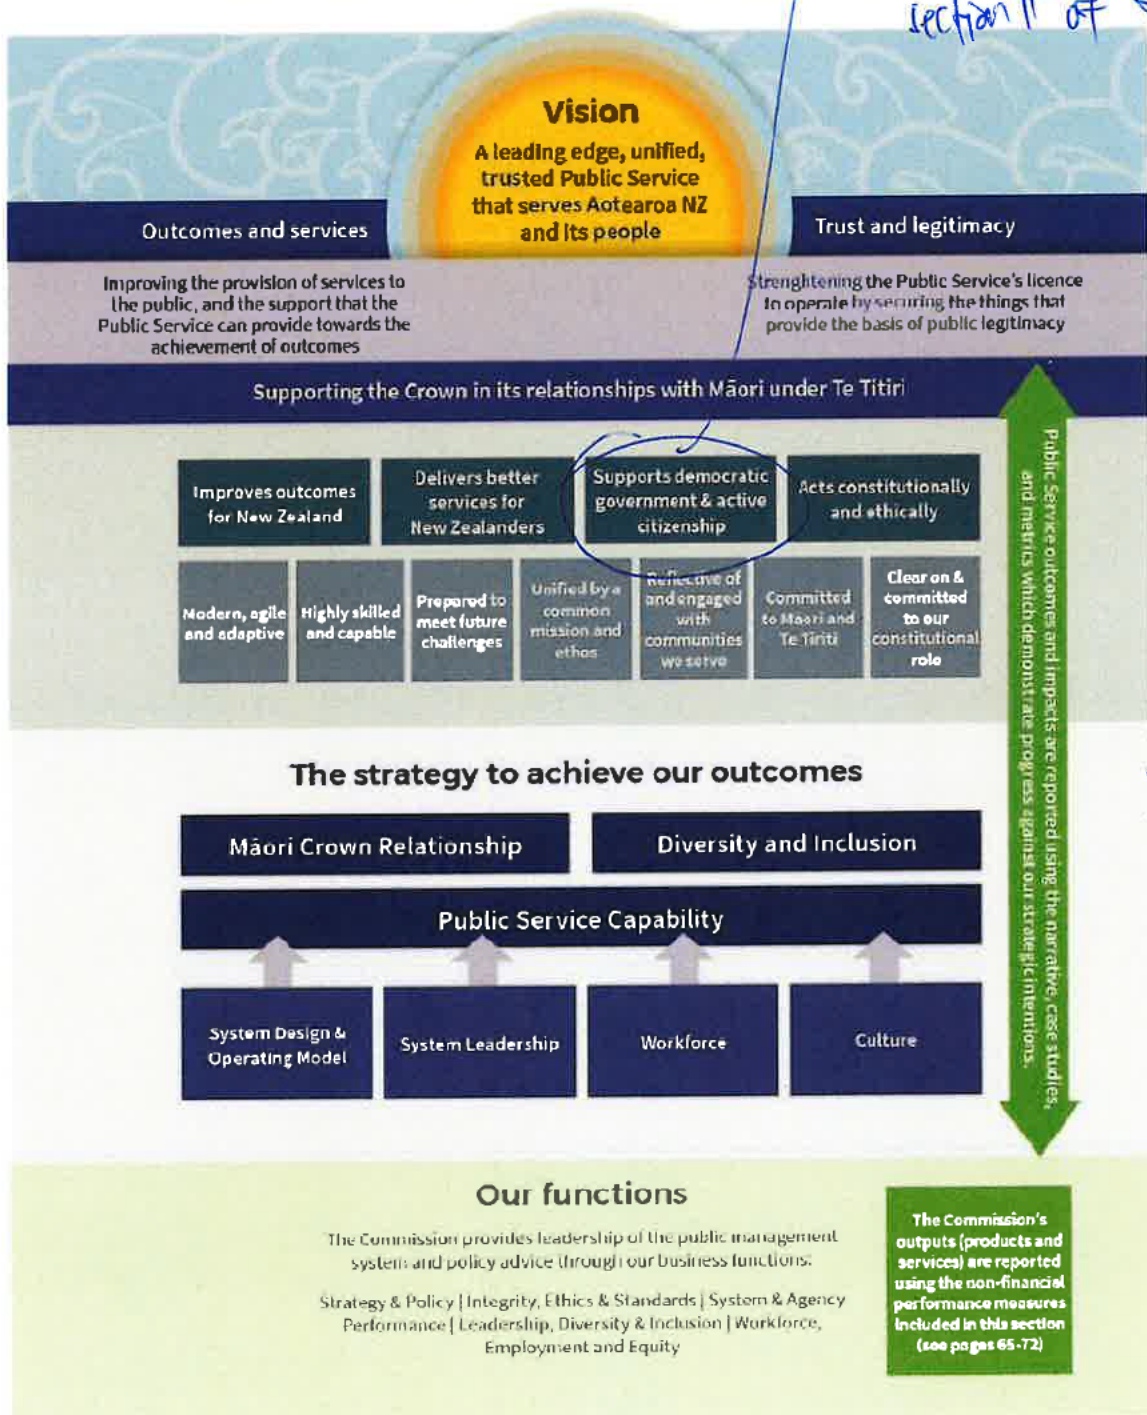 section 11 of
Vision
A leading edge, unified,
trusted Public Service
that serves Aotearoa NZ
and its people
Outcomes and services
Trust and legitimacy
Improving the provision of services to
the public, and the support that the
Public Service can provide towards the
achievement of outcomes
Strenghtening the Public Service's licence
to operate by securing the things that
provide the basis of public legitimacy
Supporting the Crown in its relationships with Māori under Te Titiri
Improves outcomes
for New Zealand
Delivers better
services for
New Zealanders
Supports democratic
government & active
citizenship
Acts constitutionally
and ethically
Modern, agile
and adaptive
Highly skilled
and capable
Prepared to
meet future
challenges
Unified by a
common
mission and
ethos
Reflective of
and engaged
with
communities
we serve
Committed
to Maori and
Te Tiriti
Clear on &
committed
to our
constitutional
role
Public Service outcomes and impacts are reported using the narrative, case studies,
and metrics which demonstrate progress against our strategic intentions.
The strategy to achieve our outcomes
Māori Crown Relationship
Diversity and Inclusion
Public Service Capability
System Design &
Operating Model
System Leadership
Workforce
Culture
Our functions
The Commission provides leadership of the public management
system and policy advice through our business functions:
Strategy & Policy | Integrity, Ethics & Standards | System & Agency
Performance | Leadership, Diversity & Inclusion | Workforce,
Employment and Equity
The Commission's
outputs (products and
services) are reported
using the non-financial
performance measures
included in this section
(see pages 65-72)